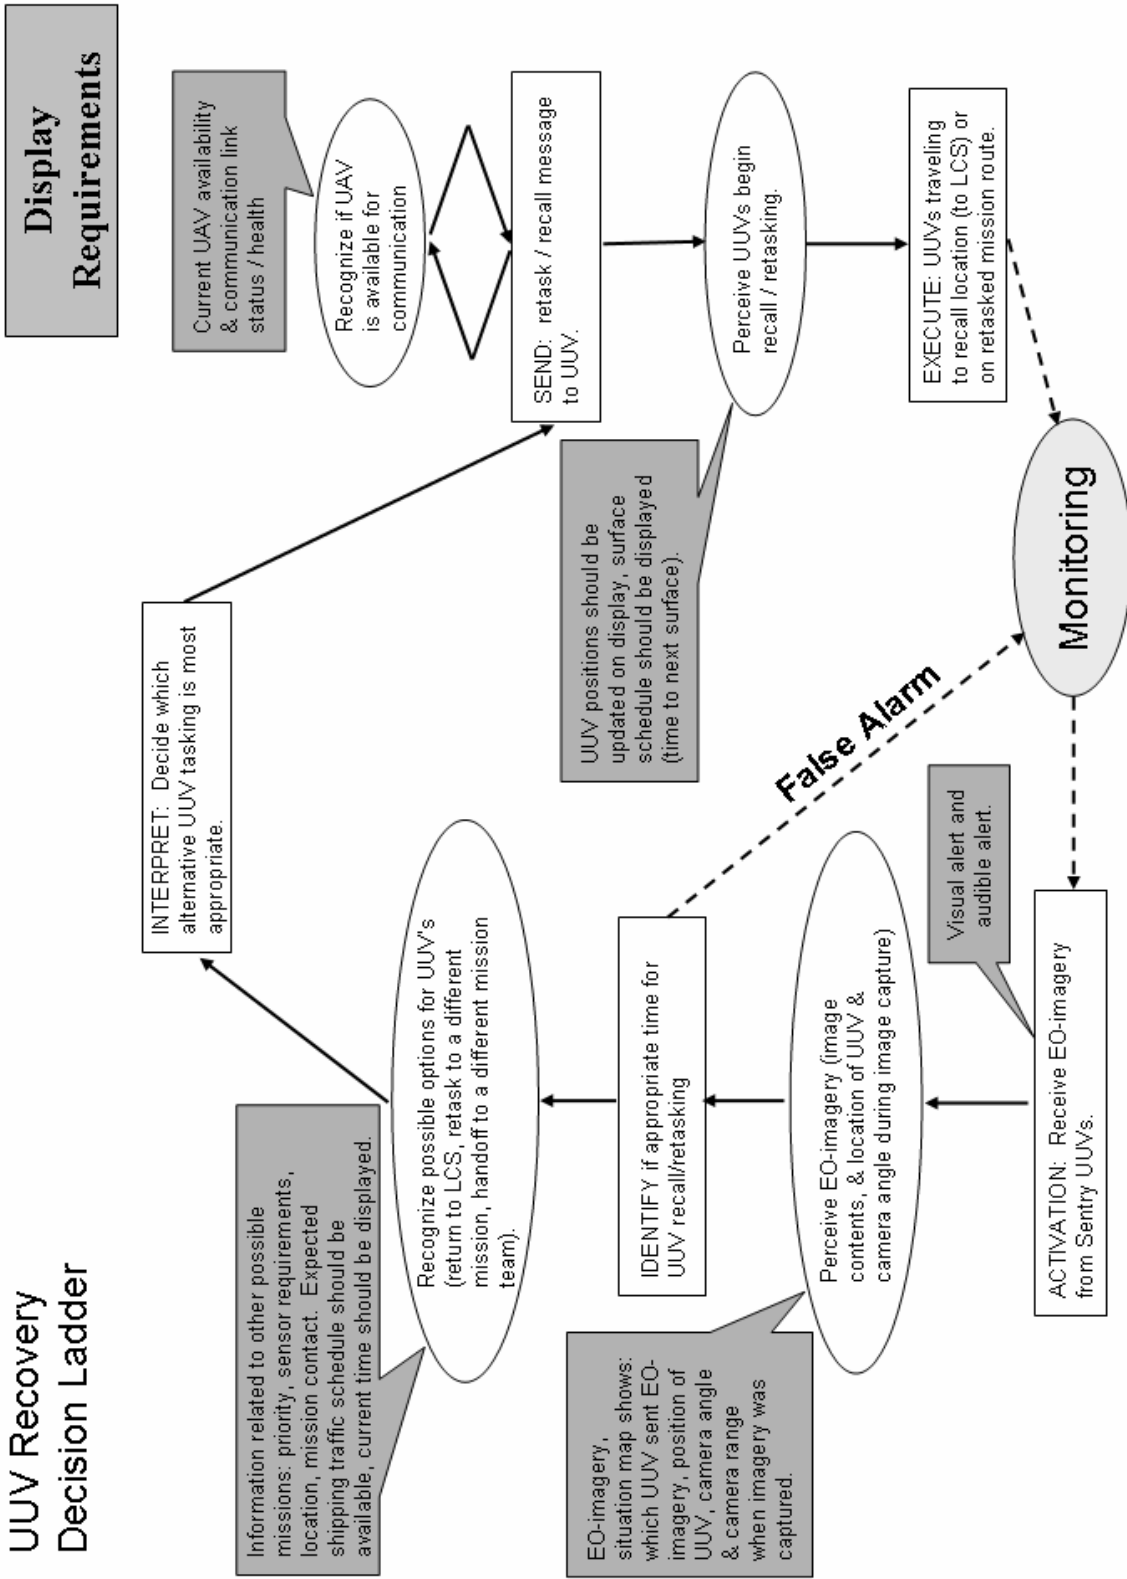 UUV Recovery
Decision Ladder
Display
Requirements
Information related to other possible
missions: priority, sensor requirements,
location, mission contact.  Expected
shipping traffic schedule should be
available, current time should be displayed.
INTERPRET:  Decide which
alternative UUV tasking is most
appropriate.
Current UAV availability
& communication link
status / health
Recognize if UAV
is available for
communication
Recognize possible options for UUV's
(return to LCS, retask to a different
mission, handoff to a different mission
team).
SEND:  retask / recall message
to UUV.
UUV positions should be
updated on display, surface
schedule should be displayed
(time to next surface).
EO-imagery,
situation map shows:
which UUV sent EO-
imagery, position of
UUV, camera angle
& camera range
when imagery was
captured.
IDENTIFY if appropriate time for
UUV recall/retasking
Perceive UUVs begin
recall / retasking.
False Alarm
Perceive EO-imagery (image
contents, & location of UUV &
camera angle during image capture)
Visual alert and
audible alert.
EXECUTE: UUVs traveling
to recall location (to LCS) or
on retasked mission route.
ACTIVATION:  Receive EO-imagery
from Sentry UUVs.
Monitoring